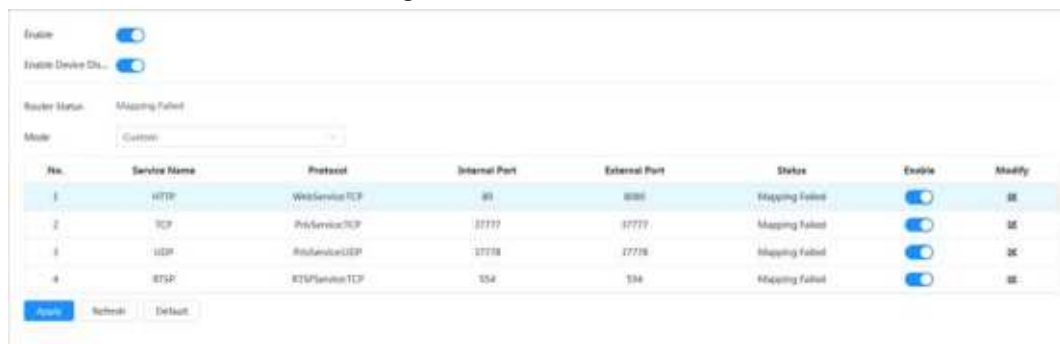 Enable
Enable Device Dis...
Router Status Mapping Failed
Mode Custom
No. Service Name Protocol Internal Port External Port Status Enable Modify
1 HTTP WebService:TCP 8080 Mapping Failed
2 TCP PrivService:TCP 37777 37777 Mapping Failed
3 UDP PrivService:UDP 37778 37778 Mapping Failed
4 RTSP RTSPService:TCP 554 554 Mapping Failed
Apply Refresh Default